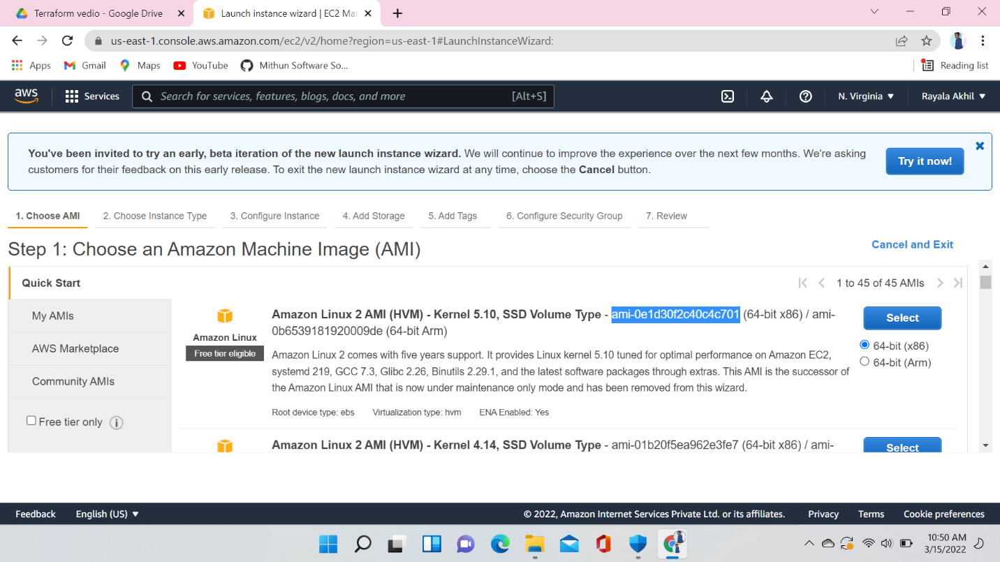 Terraform vedio - Google Drive
Launch instance wizard | EC2 Ma
us-east-1.console.aws.amazon.com/ec2/v2/home?region=us-east-1#LaunchInstanceWizard:
Apps Gmail Maps YouTube Mithun Software So... Reading list
aws Services Search for services, features, blogs, docs, and more [Alt+S] N. Virginia ▼ Rayala Akhil ▼
You've been invited to try an early, beta iteration of the new launch instance wizard. We will continue to improve the experience over the next few months. We're asking
customers for their feedback on this early release. To exit the new launch instance wizard at any time, choose the Cancel button.
Try it now!
1. Choose AMI 2. Choose Instance Type 3. Configure Instance 4. Add Storage 5. Add Tags 6. Configure Security Group 7. Review
Step 1: Choose an Amazon Machine Image (AMI)
Cancel and Exit
Quick Start
My AMIs
AWS Marketplace
Community AMIs
Free tier only
1 to 45 of 45 AMIs
Amazon Linux
Free tier eligible
Amazon Linux 2 AMI (HVM) - Kernel 5.10, SSD Volume Type - ami-0e1d30f2c40c4c701 (64-bit x86) / ami-
0b6539181920009de (64-bit Arm)
Amazon Linux 2 comes with five years support. It provides Linux kernel 5.10 tuned for optimal performance on Amazon EC2,
systemd 219, GCC 7.3, Glibc 2.26, Binutils 2.29.1, and the latest software packages through extras. This AMI is the successor of
the Amazon Linux AMI that is now under maintenance only mode and has been removed from this wizard.
Root device type: ebs Virtualization type: hvm ENA Enabled: Yes
Select
64-bit (x86)
64-bit (Arm)
Amazon Linux 2 AMI (HVM) - Kernel 4.14, SSD Volume Type - ami-01b20f5ea962e3fe7 (64-bit x86) / ami-
Select
Feedback English (US) ▼ © 2022, Amazon Internet Services Private Ltd. or its affiliates. Privacy Terms Cookie preferences
10:50 AM
3/15/2022